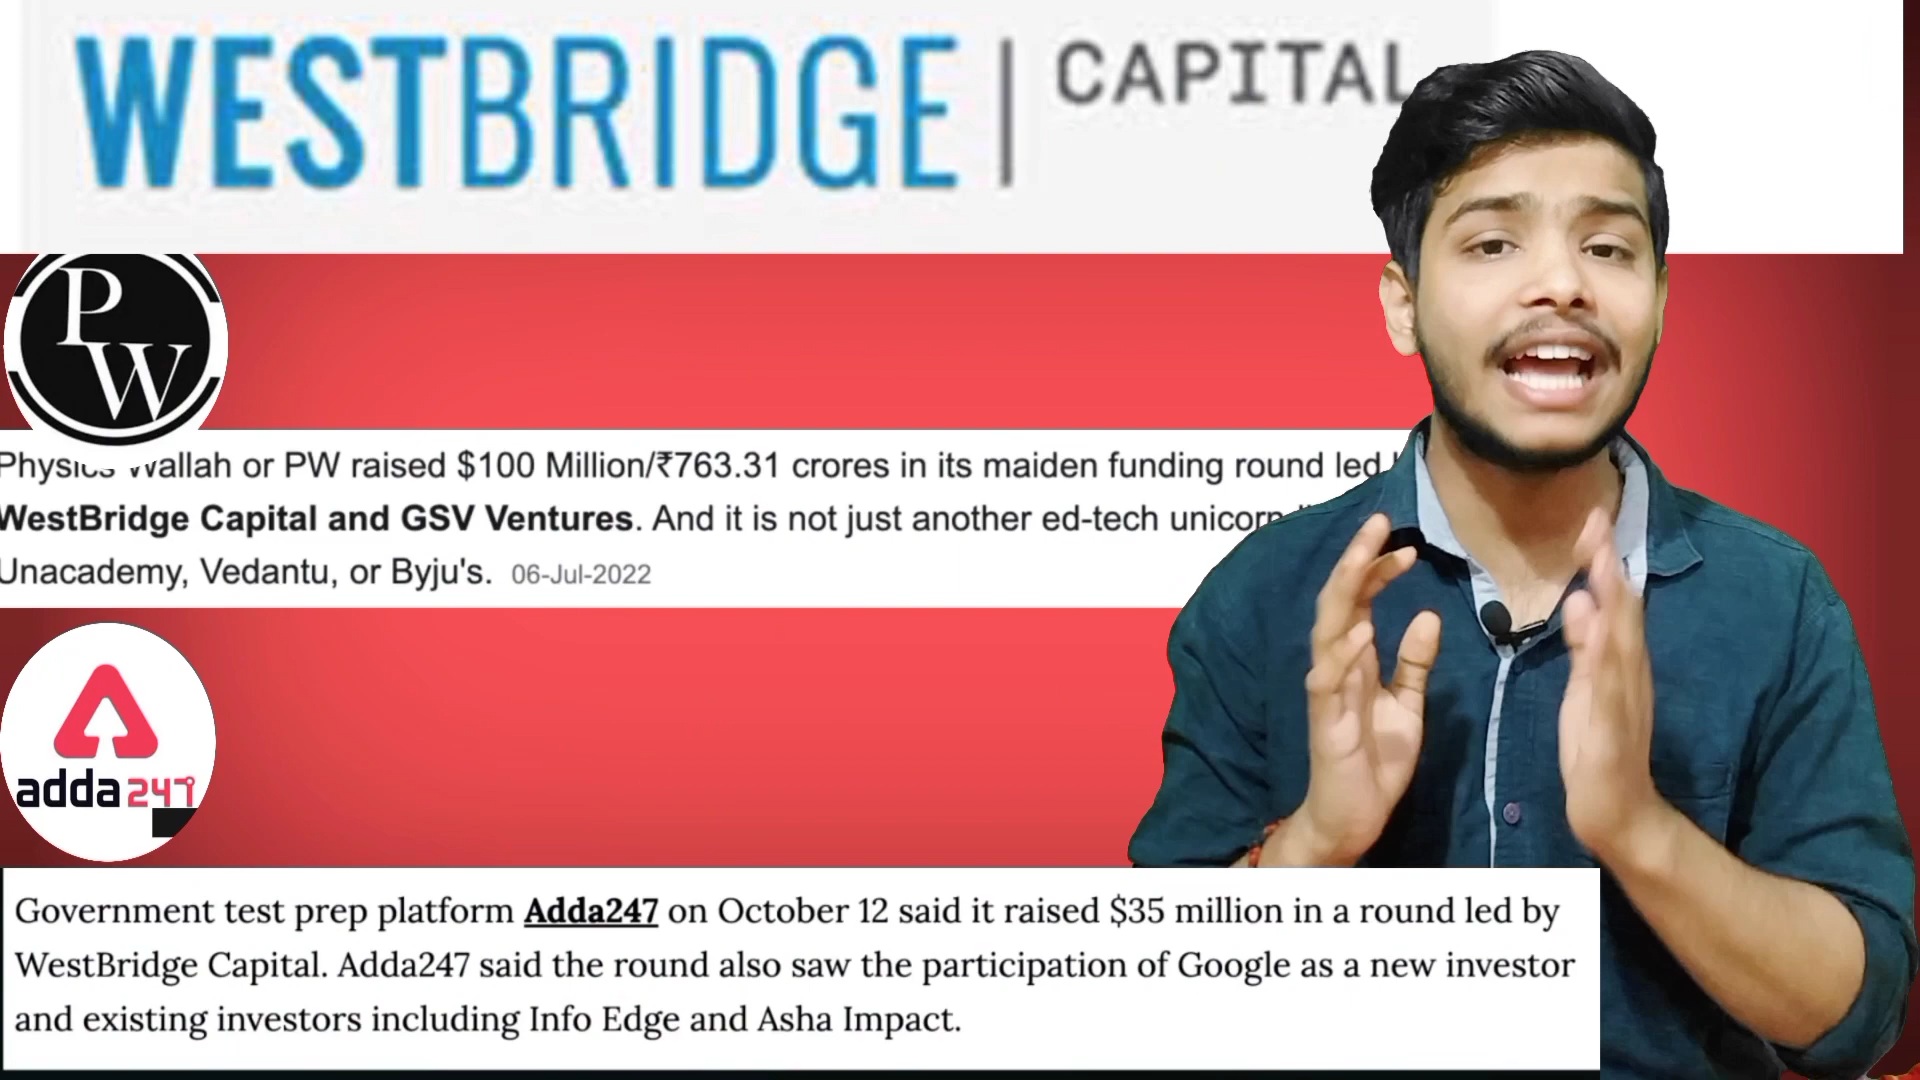 WESTBRIDGE | CAPITAL
PW
Physics Wallah or PW raised $100 Million/₹763.31 crores in its maiden funding round led
WestBridge Capital and GSV Ventures. And it is not just another ed-tech unicorn
Unacademy, Vedantu, or Byju's. 06-Jul-2022
adda247
Government test prep platform Adda247 on October 12 said it raised $35 million in a round led by
WestBridge Capital. Adda247 said the round also saw the participation of Google as a new investor
and existing investors including Info Edge and Asha Impact.